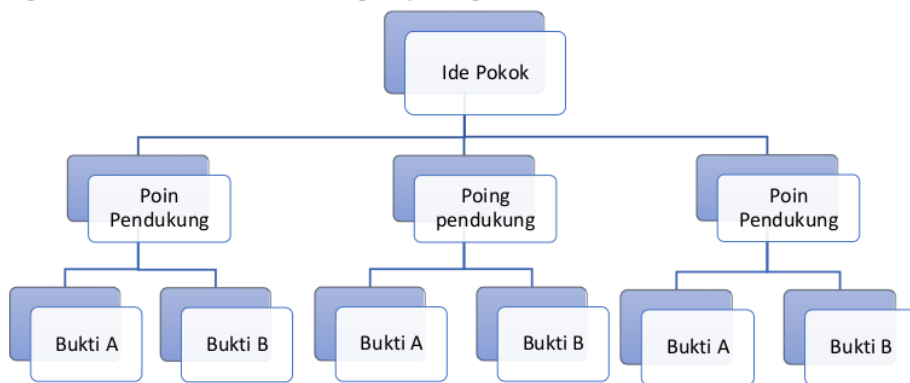 Ide Pokok
Poin
Pendukung
Poing
pendukung
Poin
Pendukung
Bukti A
Bukti B
Bukti A
Bukti B
Bukti A
Bukti B